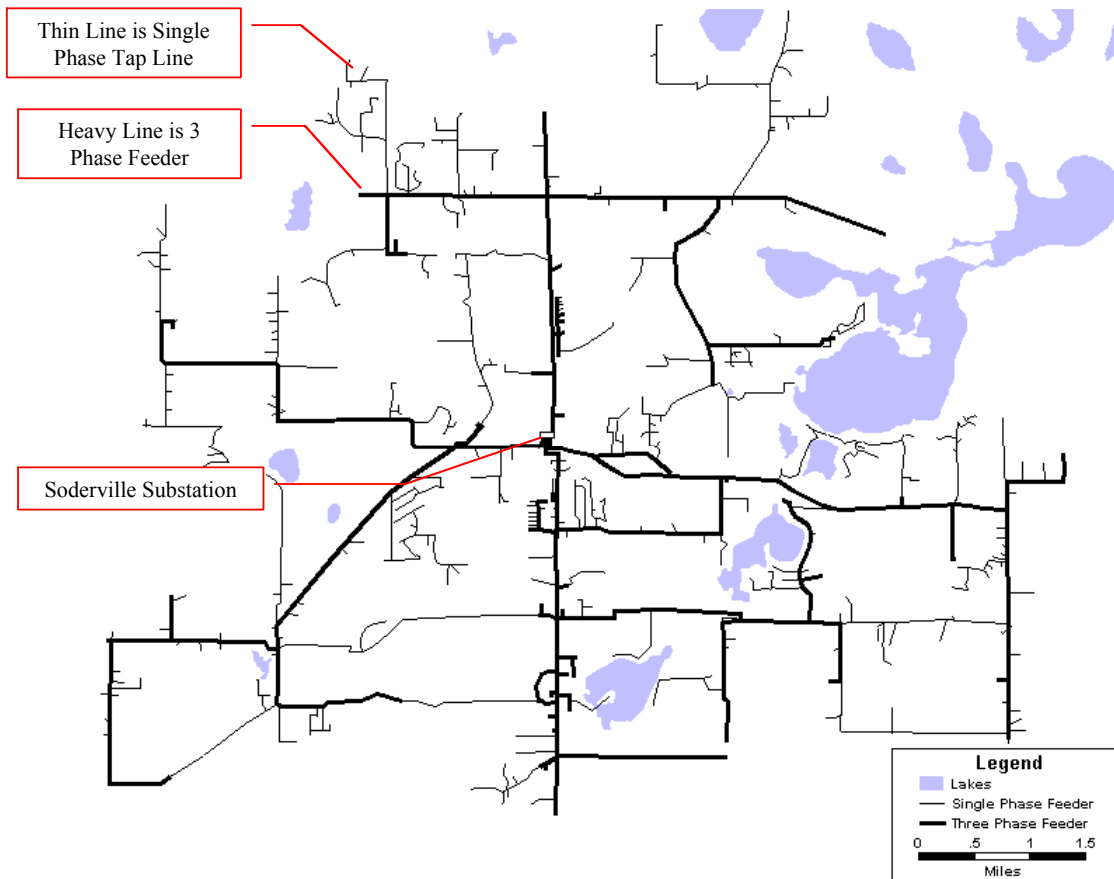 Thin Line is Single
Phase Tap Line
Heavy Line is 3
Phase Feeder
Soderville Substation
Legend
Lakes
Single Phase Feeder
Three Phase Feeder
0 .5 1 1.5
Miles